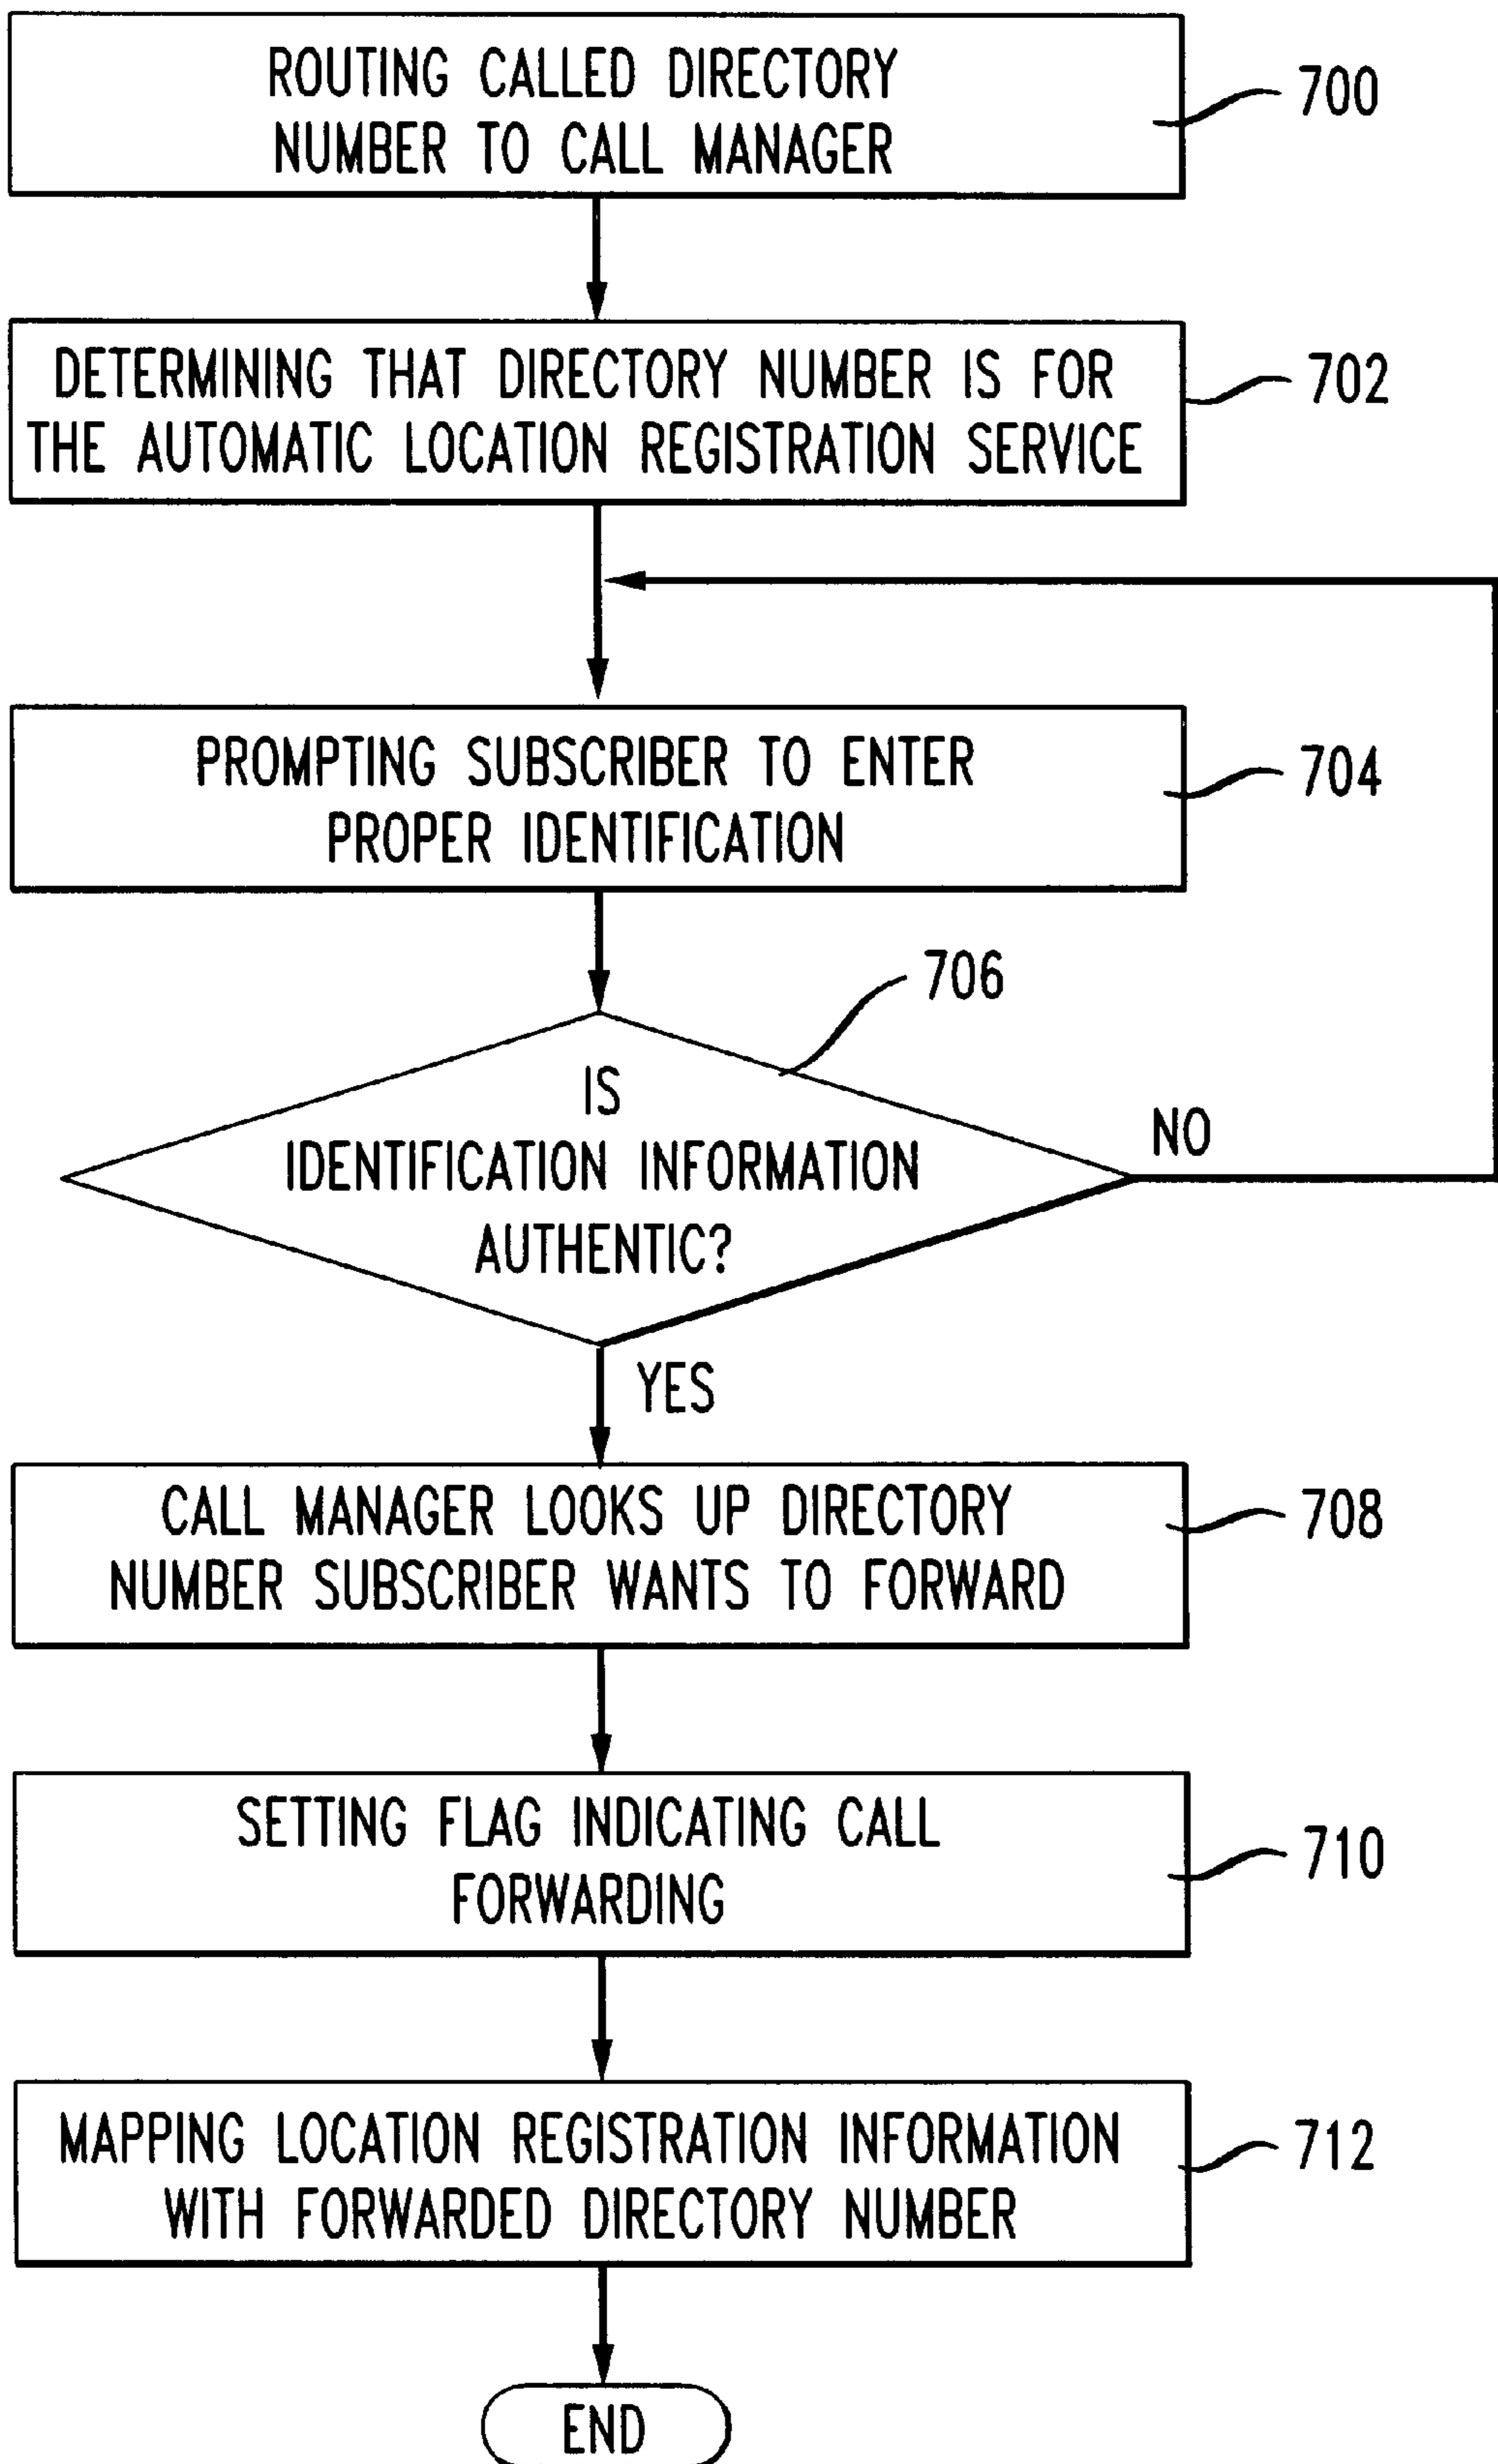 ROUTING CALLED DIRECTORY
NUMBER TO CALL MANAGER
700
DETERMINING THAT DIRECTORY NUMBER IS FOR
THE AUTOMATIC LOCATION REGISTRATION SERVICE
702
PROMPTING SUBSCRIBER TO ENTER
PROPER IDENTIFICATION
704
706
IS
IDENTIFICATION INFORMATION
AUTHENTIC?
NO
YES
CALL MANAGER LOOKS UP DIRECTORY
NUMBER SUBSCRIBER WANTS TO FORWARD
708
SETTING FLAG INDICATING CALL
FORWARDING
710
MAPPING LOCATION REGISTRATION INFORMATION
WITH FORWARDED DIRECTORY NUMBER
712
END